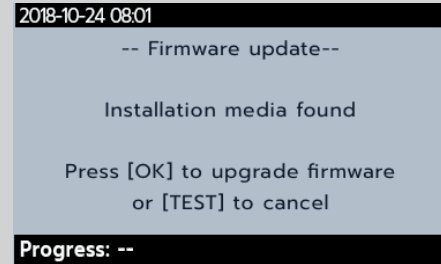 2018-10-24 08:01
-- Firmware update--
Installation media found
Press [OK] to upgrade firmware
or [TEST] to cancel
Progress: --